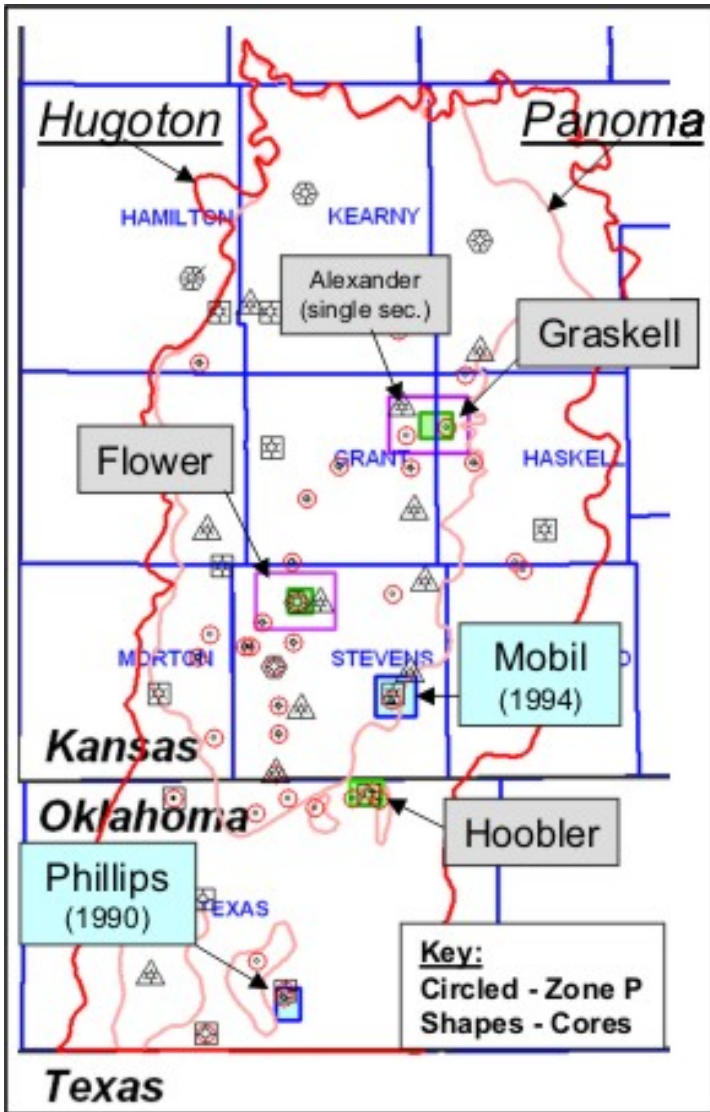 Hugoton
Panoma
HAMILTON
KEARNY
Alexander
(single sec.)
Graskell
Flower
GRANT
HASKELL
MORTON
STEVENS
Mobil
(1994)
Kansas
Oklahoma
Hoobler
Phillips
(1990)
EXAS
Key:
Circled - Zone P
Shapes - Cores
Texas